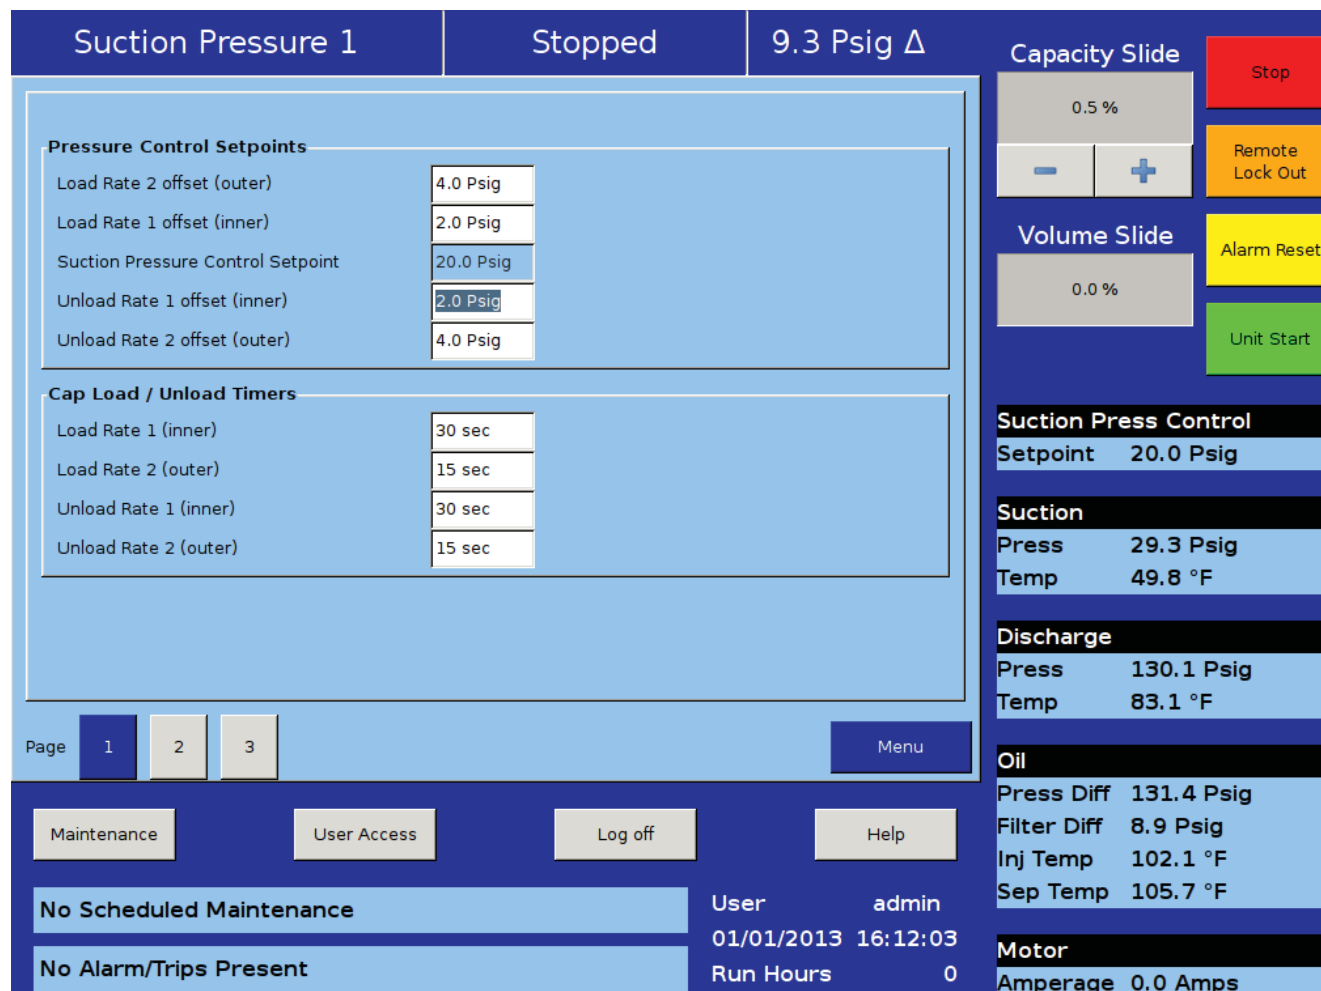 Suction Pressure 1
Stopped
9.3 Psig Δ
Pressure Control Setpoints
Load Rate 2 offset (outer) 4.0 Psig
Load Rate 1 offset (inner) 2.0 Psig
Suction Pressure Control Setpoint 20.0 Psig
Unload Rate 1 offset (inner) 2.0 Psig
Unload Rate 2 offset (outer) 4.0 Psig
Cap Load / Unload Timers
Load Rate 1 (inner) 30 sec
Load Rate 2 (outer) 15 sec
Unload Rate 1 (inner) 30 sec
Unload Rate 2 (outer) 15 sec
Page 1 2 3 Menu
Maintenance User Access Log off Help
No Scheduled Maintenance
No Alarm/Trips Present
User admin
01/01/2013 16:12:03
Run Hours 0
Capacity Slide
0.5 %
− +
Volume Slide
0.0 %
Stop
Remote
Lock Out
Alarm Reset
Unit Start
Suction Press Control
Setpoint 20.0 Psig
Suction
Press 29.3 Psig
Temp 49.8 °F
Discharge
Press 130.1 Psig
Temp 83.1 °F
Oil
Press Diff 131.4 Psig
Filter Diff 8.9 Psig
Inj Temp 102.1 °F
Sep Temp 105.7 °F
Motor
Amperage 0.0 Amps